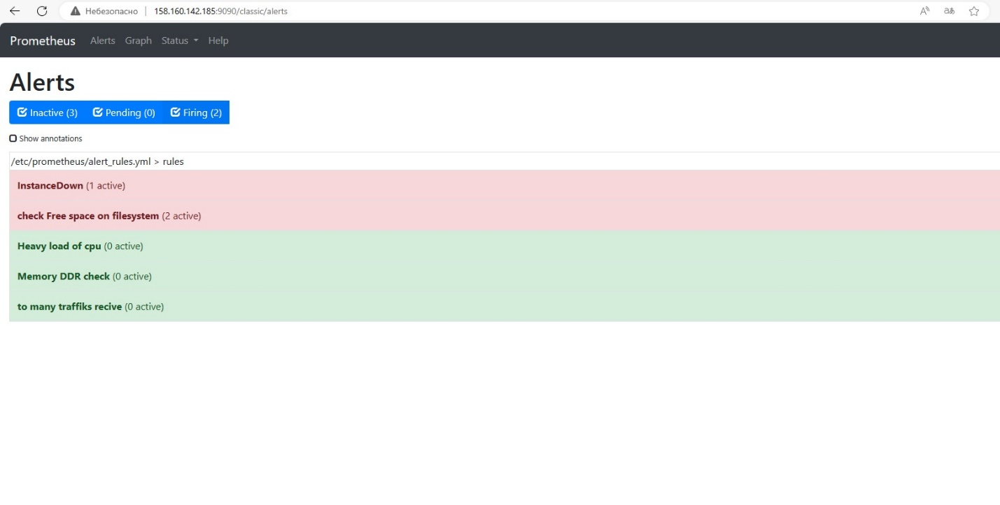 Небезопасно | 158.160.142.185:9090/classic/alerts
Prometheus Alerts Graph Status Help
Alerts
Inactive (3) Pending (0) Firing (2)
Show annotations
/etc/prometheus/alert_rules.yml > rules
InstanceDown (1 active)
check Free space on filesystem (2 active)
Heavy load of cpu (0 active)
Memory DDR check (0 active)
to many traffiks recive (0 active)